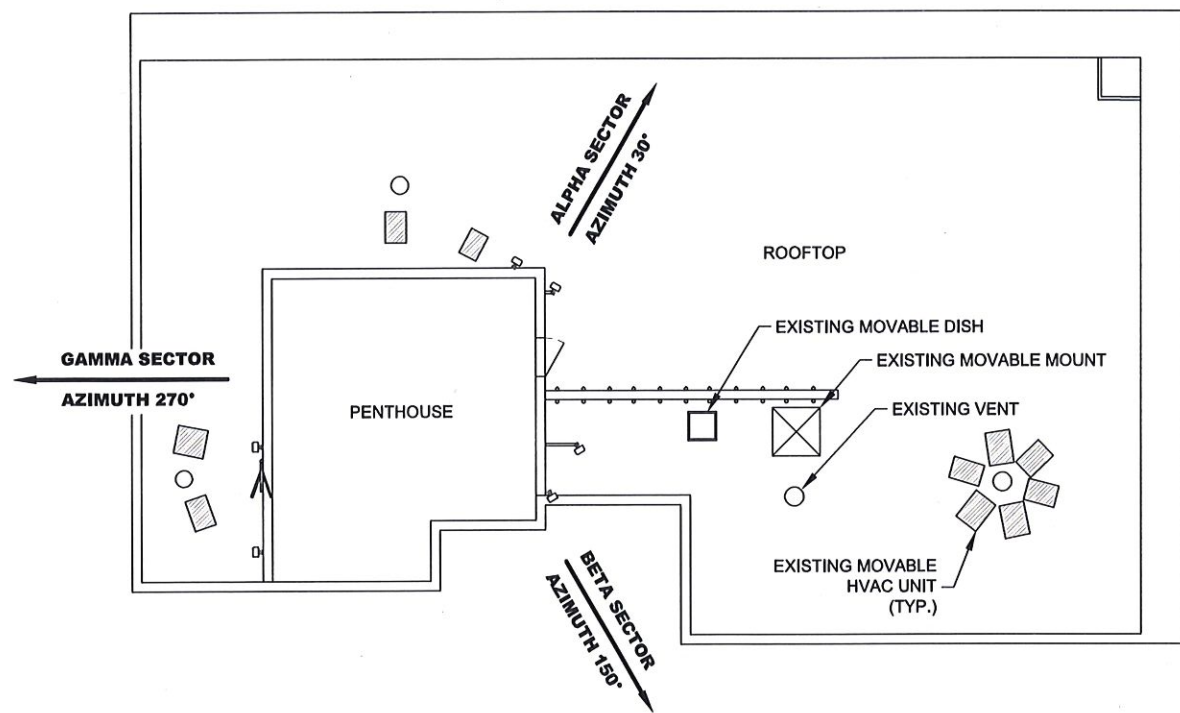 ALPHA SECTOR
AZIMUTH 30°
ROOFTOP
EXISTING MOVABLE DISH
GAMMA SECTOR
AZIMUTH 270°
EXISTING MOVABLE MOUNT
PENTHOUSE
EXISTING VENT
BETA SECTOR
AZIMUTH 150°
EXISTING MOVABLE
HVAC UNIT
(TYP.)